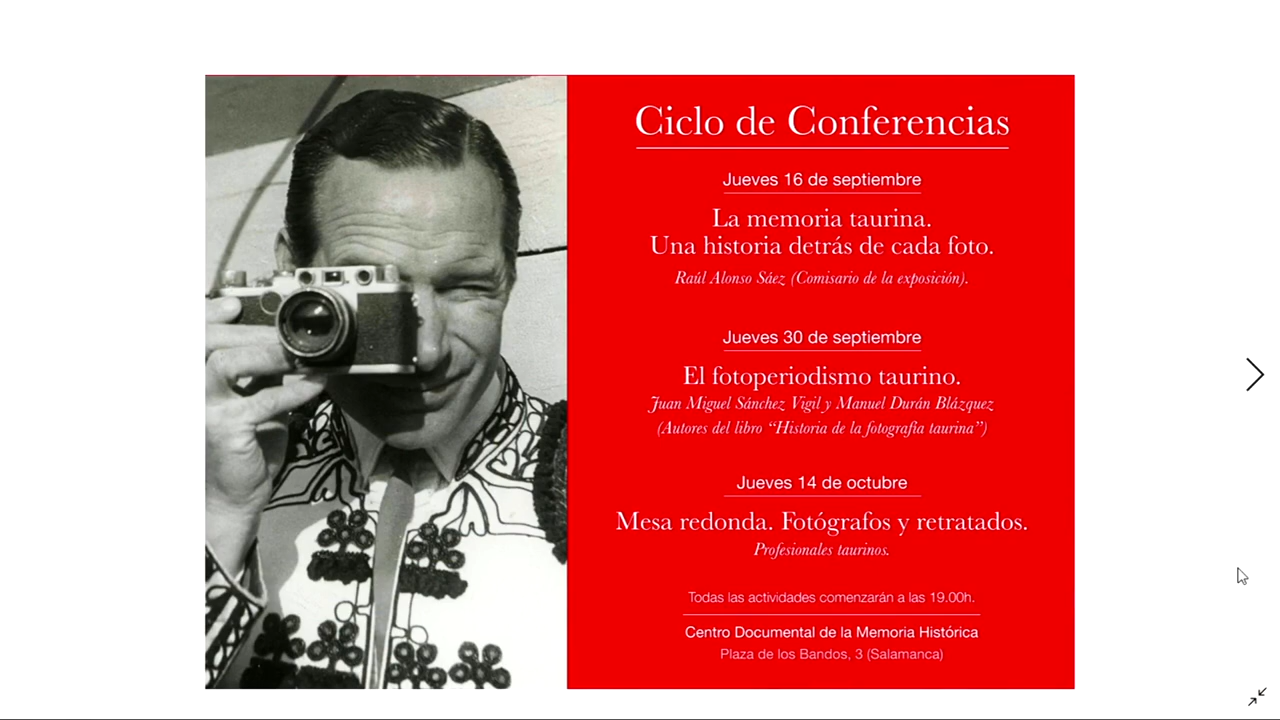 Ciclo de Conferencias
Jueves 16 de septiembre
La memoria taurina.
Una historia detrás de cada foto.
Raúl Alonso Sáez (Comisario de la exposición).
Jueves 30 de septiembre
El fotoperiodismo taurino.
Juan Miguel Sánchez Vigil y Manuel Durán Blázquez
(Autores del libro “Historia de la fotografía taurina”)
Jueves 14 de octubre
Mesa redonda. Fotógrafos y retratados.
Profesionales taurinos.
Todas las actividades comenzarán a las 19.00h.
Centro Documental de la Memoria Histórica
Plaza de los Bandos, 3 (Salamanca)